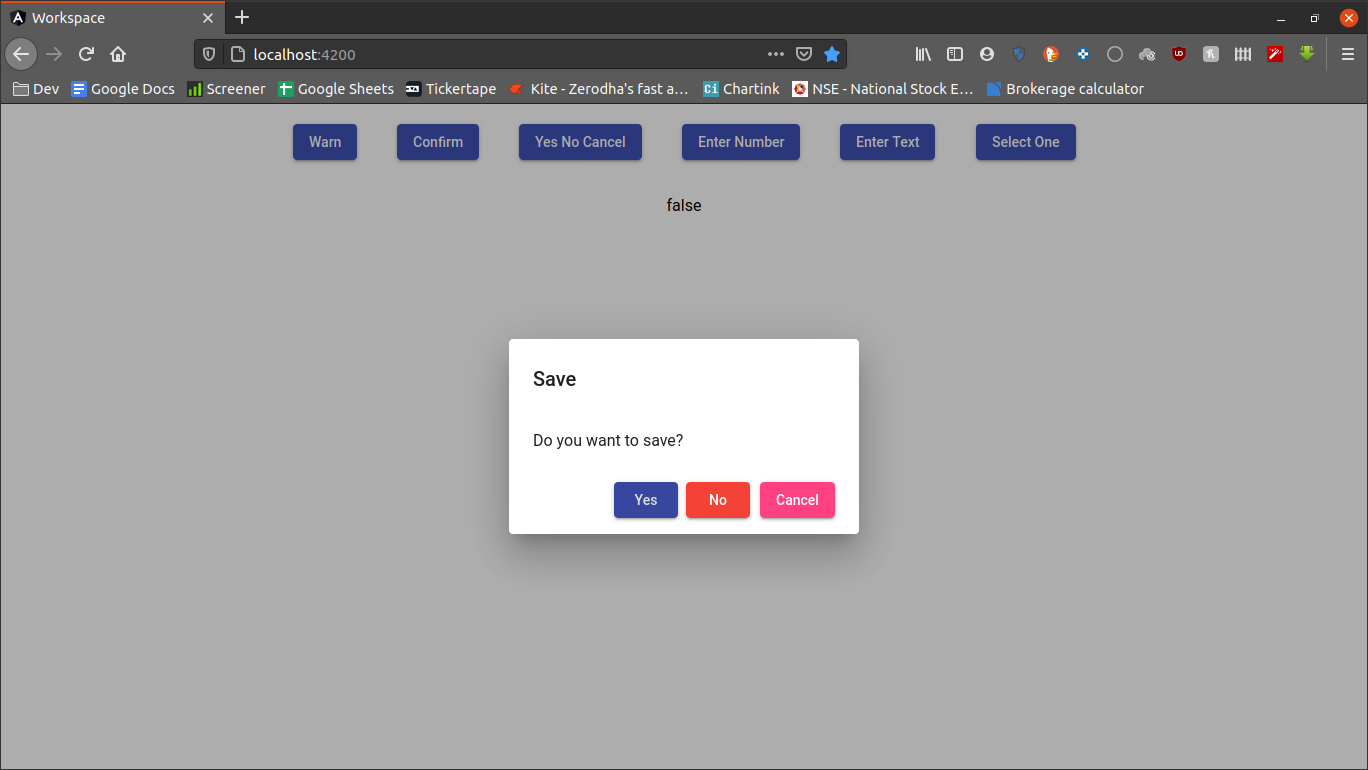 Workspace
localhost:4200
Dev Google Docs Screener Google Sheets Tickertape Kite - Zerodha's fast a... Chartink NSE - National Stock E... Brokerage calculator
Warn Confirm Yes No Cancel Enter Number Enter Text Select One
false
Save
Do you want to save?
Yes No Cancel